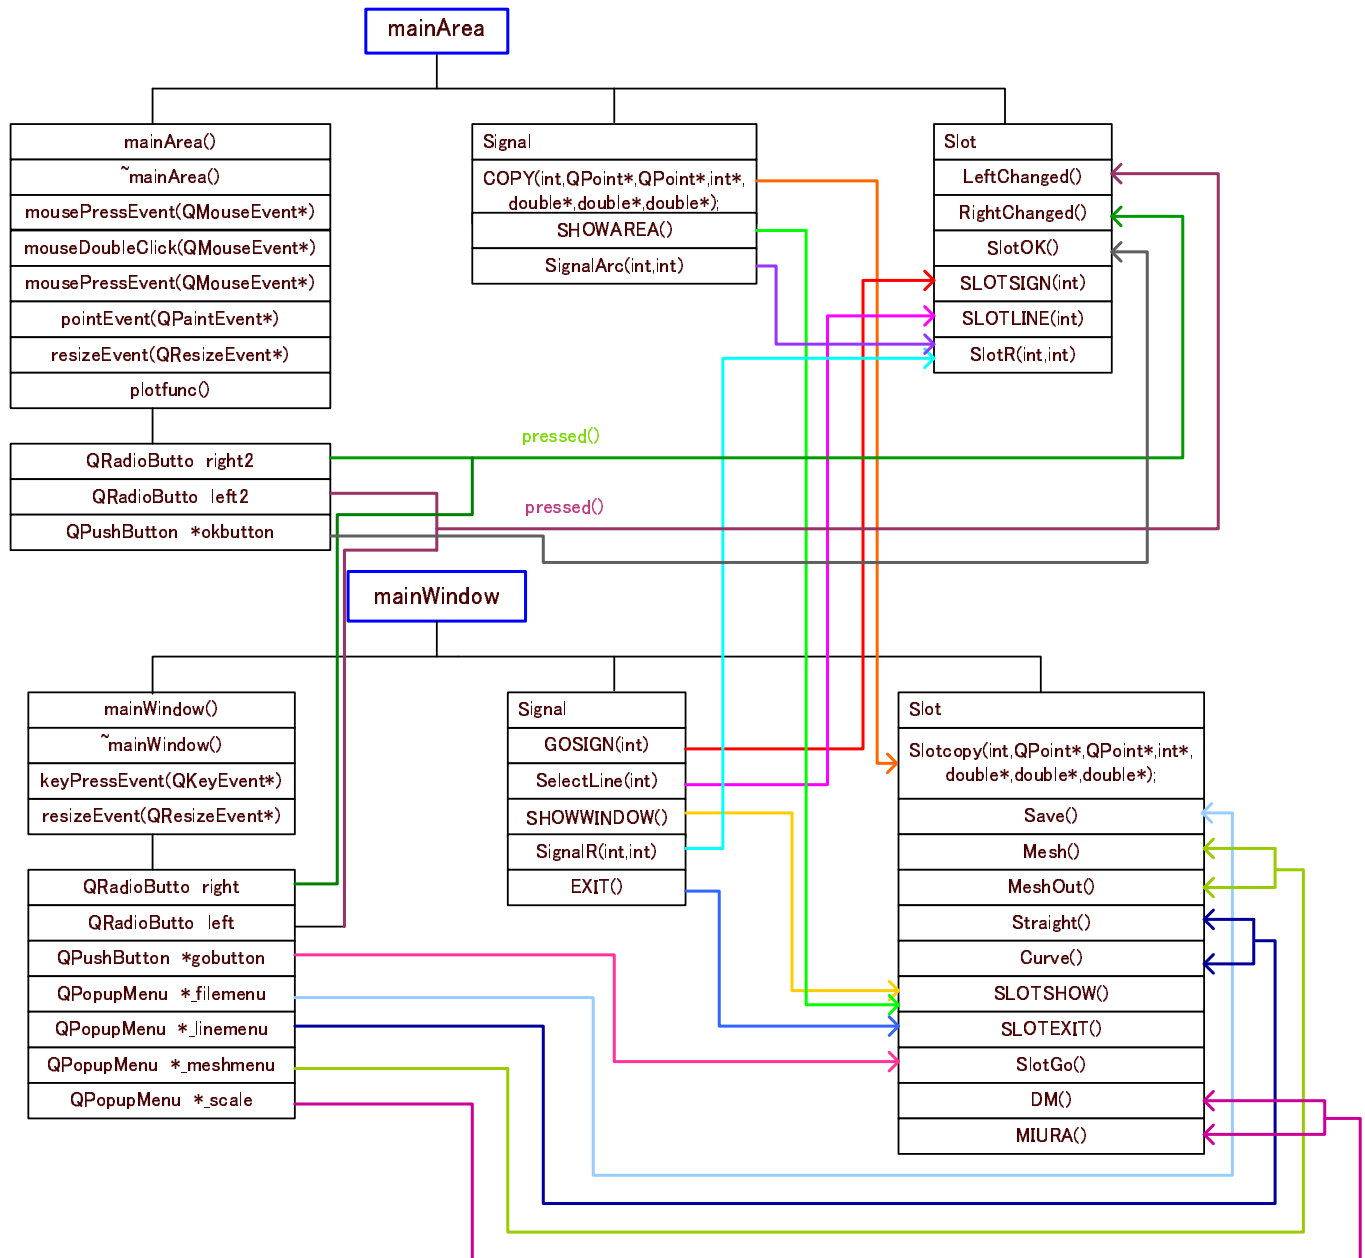 mainArea
mainArea()
~mainArea()
mousePressEvent(QMouseEvent*)
mouseDoubleClick(QMouseEvent*)
mousePressEvent(QMouseEvent*)
pointEvent(QPaintEvent*)
resizeEvent(QResizeEvent*)
plotfunc()
Signal
COPY(int,QPoint*,QPoint*,int*,
double*,double*,double*);
SHOWAREA()
SignalArc(int,int)
Slot
LeftChanged()
RightChanged()
SlotOK()
SLOTSIGN(int)
SLOTLINE(int)
SlotR(int,int)
QRadioButto right2
QRadioButto left2
QPushButton *okbutton
pressed()
pressed()
mainWindow
mainWindow()
~mainWindow()
keyPressEvent(QKeyEvent*)
resizeEvent(QResizeEvent*)
QRadioButto right
QRadioButto left
QPushButton *gobutton
QPopupMenu *_filemenu
QPopupMenu *_linemenu
QPopupMenu *_meshmenu
QPopupMenu *_scale
Signal
GOSIGN(int)
SelectLine(int)
SHOWWINDOW()
SignalR(int,int)
EXIT()
Slot
Slotcopy(int,QPoint*,QPoint*,int*,
double*,double*,double*);
Save()
Mesh()
MeshOut()
Straight()
Curve()
SLOTSHOW()
SLOTEXIT()
SlotGo()
DM()
MIURA()